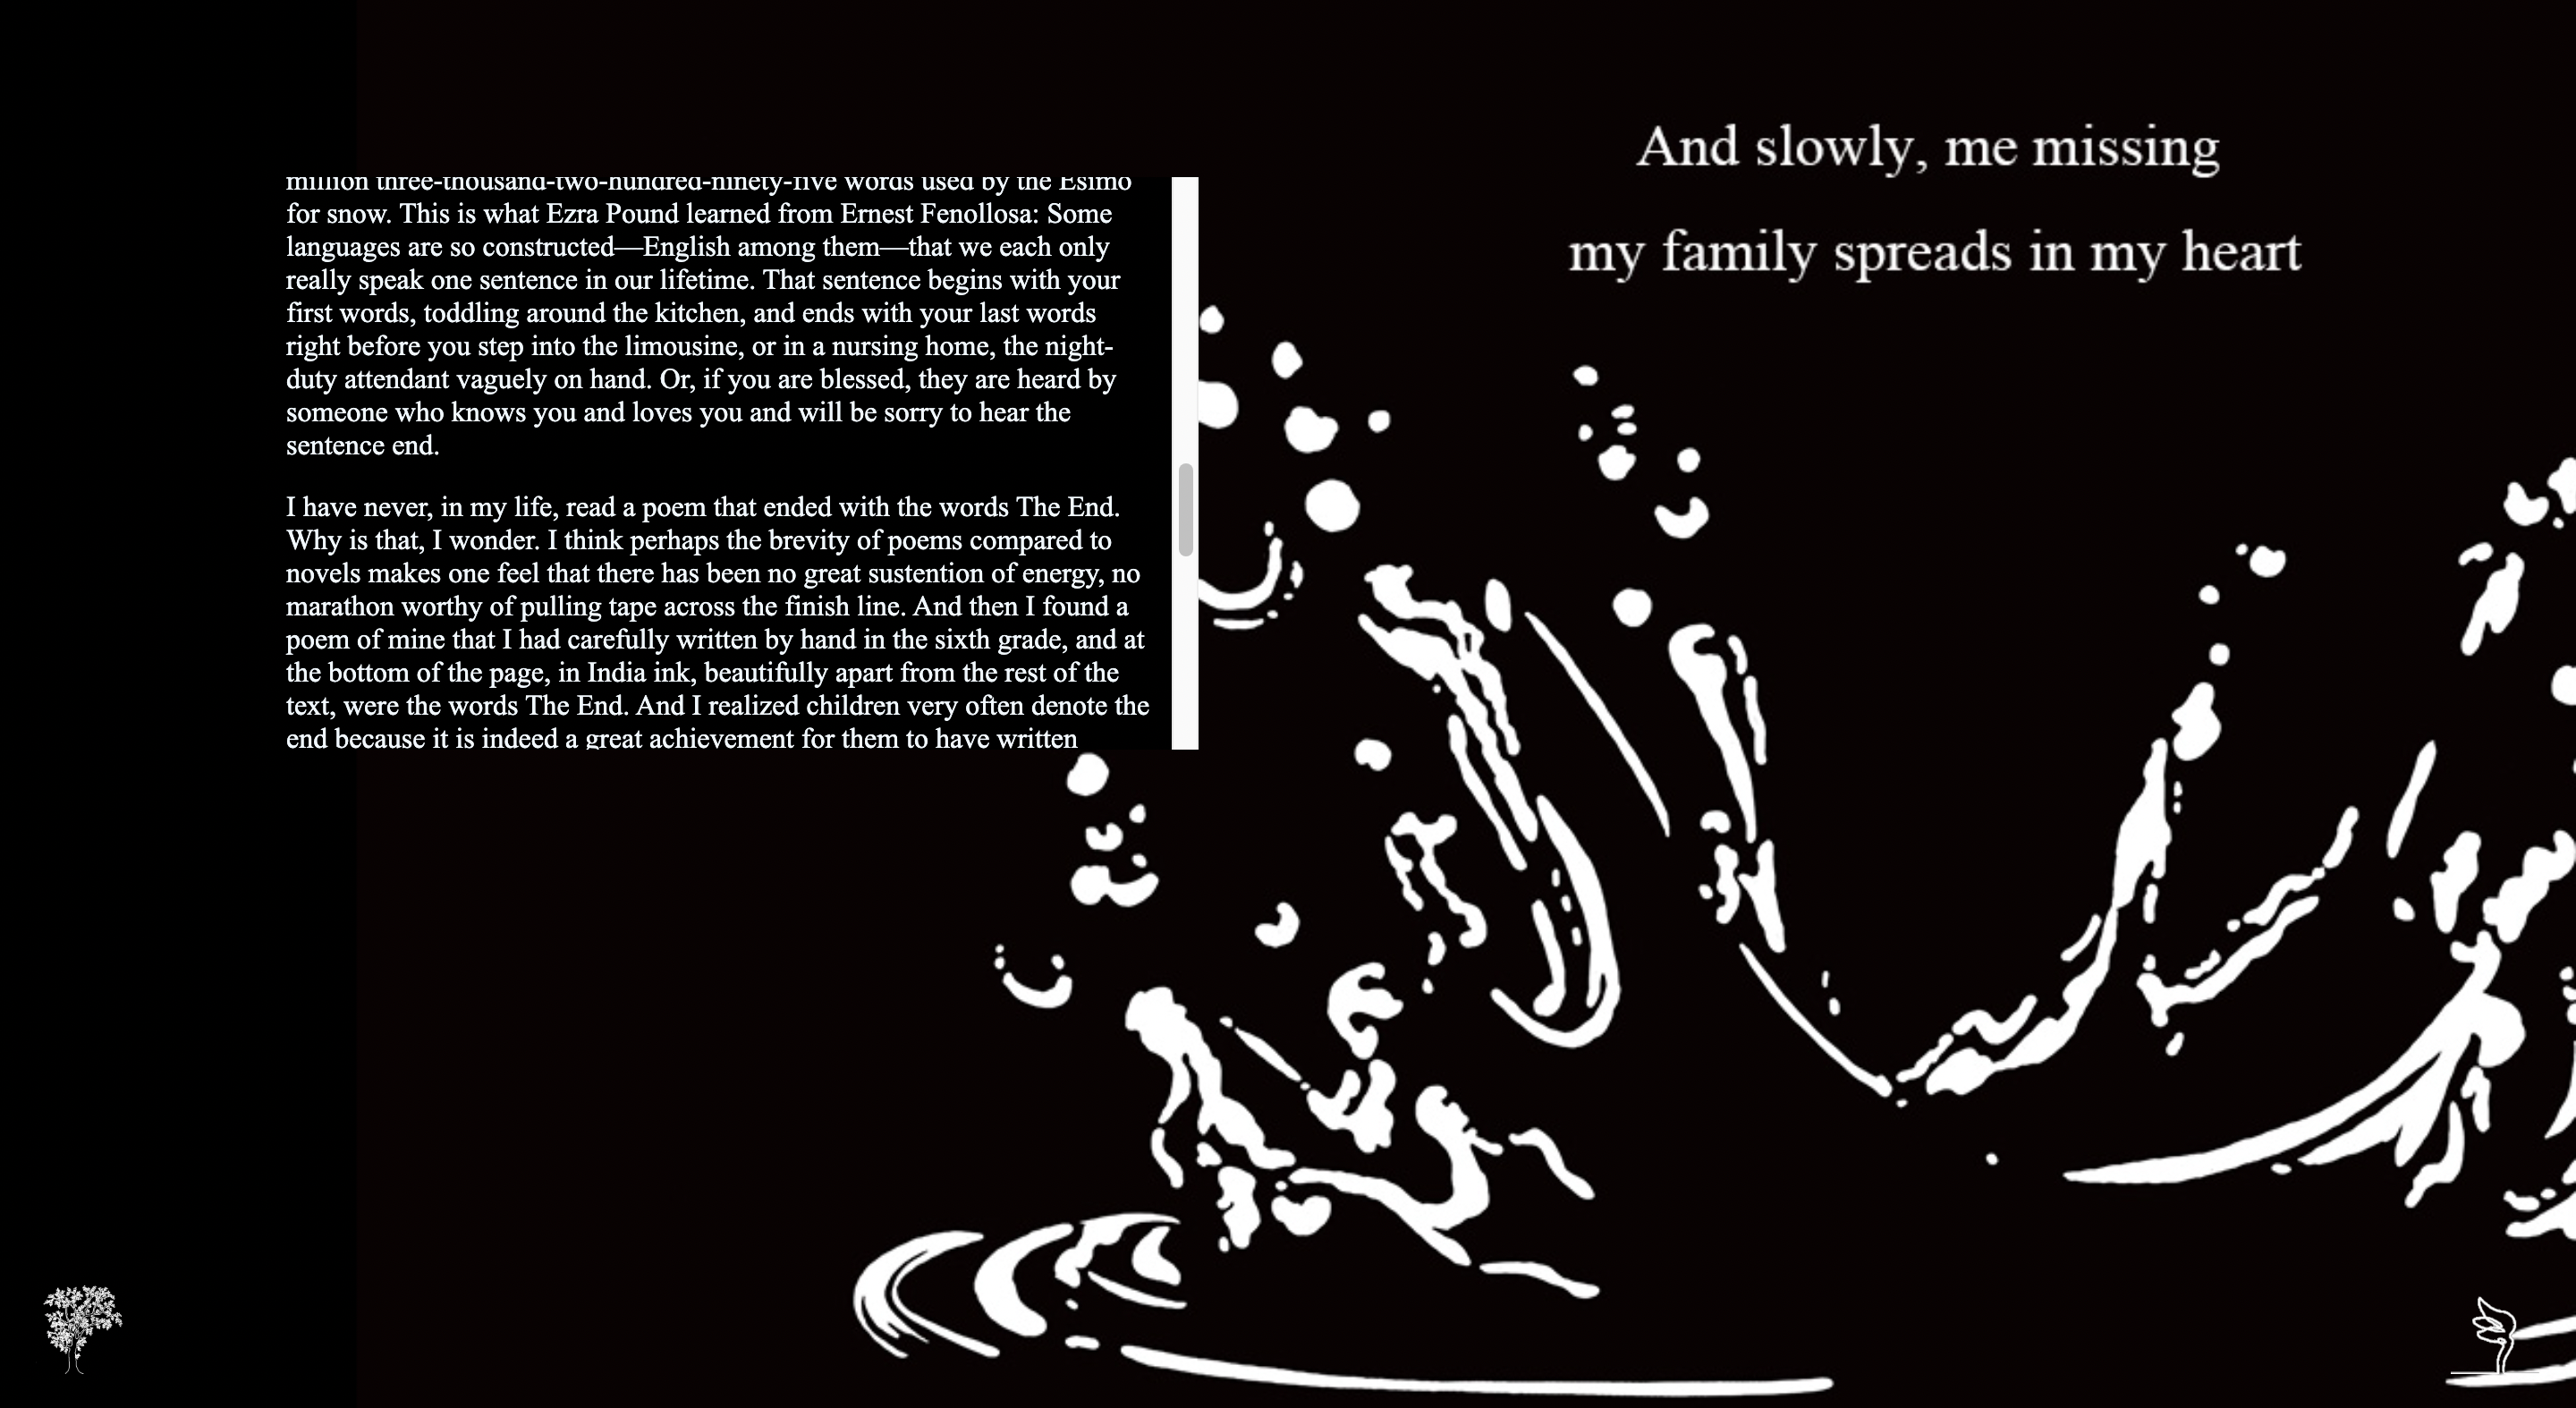 million three-thousand-two-hundred-ninety-five words used by the Esimo
for snow. This is what Ezra Pound learned from Ernest Fenollosa: Some
languages are so constructed—English among them—that we each only
really speak one sentence in our lifetime. That sentence begins with your
first words, toddling around the kitchen, and ends with your last words
right before you step into the limousine, or in a nursing home, the night-
duty attendant vaguely on hand. Or, if you are blessed, they are heard by
someone who knows you and loves you and will be sorry to hear the
sentence end.
I have never, in my life, read a poem that ended with the words The End.
Why is that, I wonder. I think perhaps the brevity of poems compared to
novels makes one feel that there has been no great sustention of energy, no
marathon worthy of pulling tape across the finish line. And then I found a
poem of mine that I had carefully written by hand in the sixth grade, and at
the bottom of the page, in India ink, beautifully apart from the rest of the
text, were the words The End. And I realized children very often denote the
end because it is indeed a great achievement for them to have written
And slowly, me missing
my family spreads in my heart